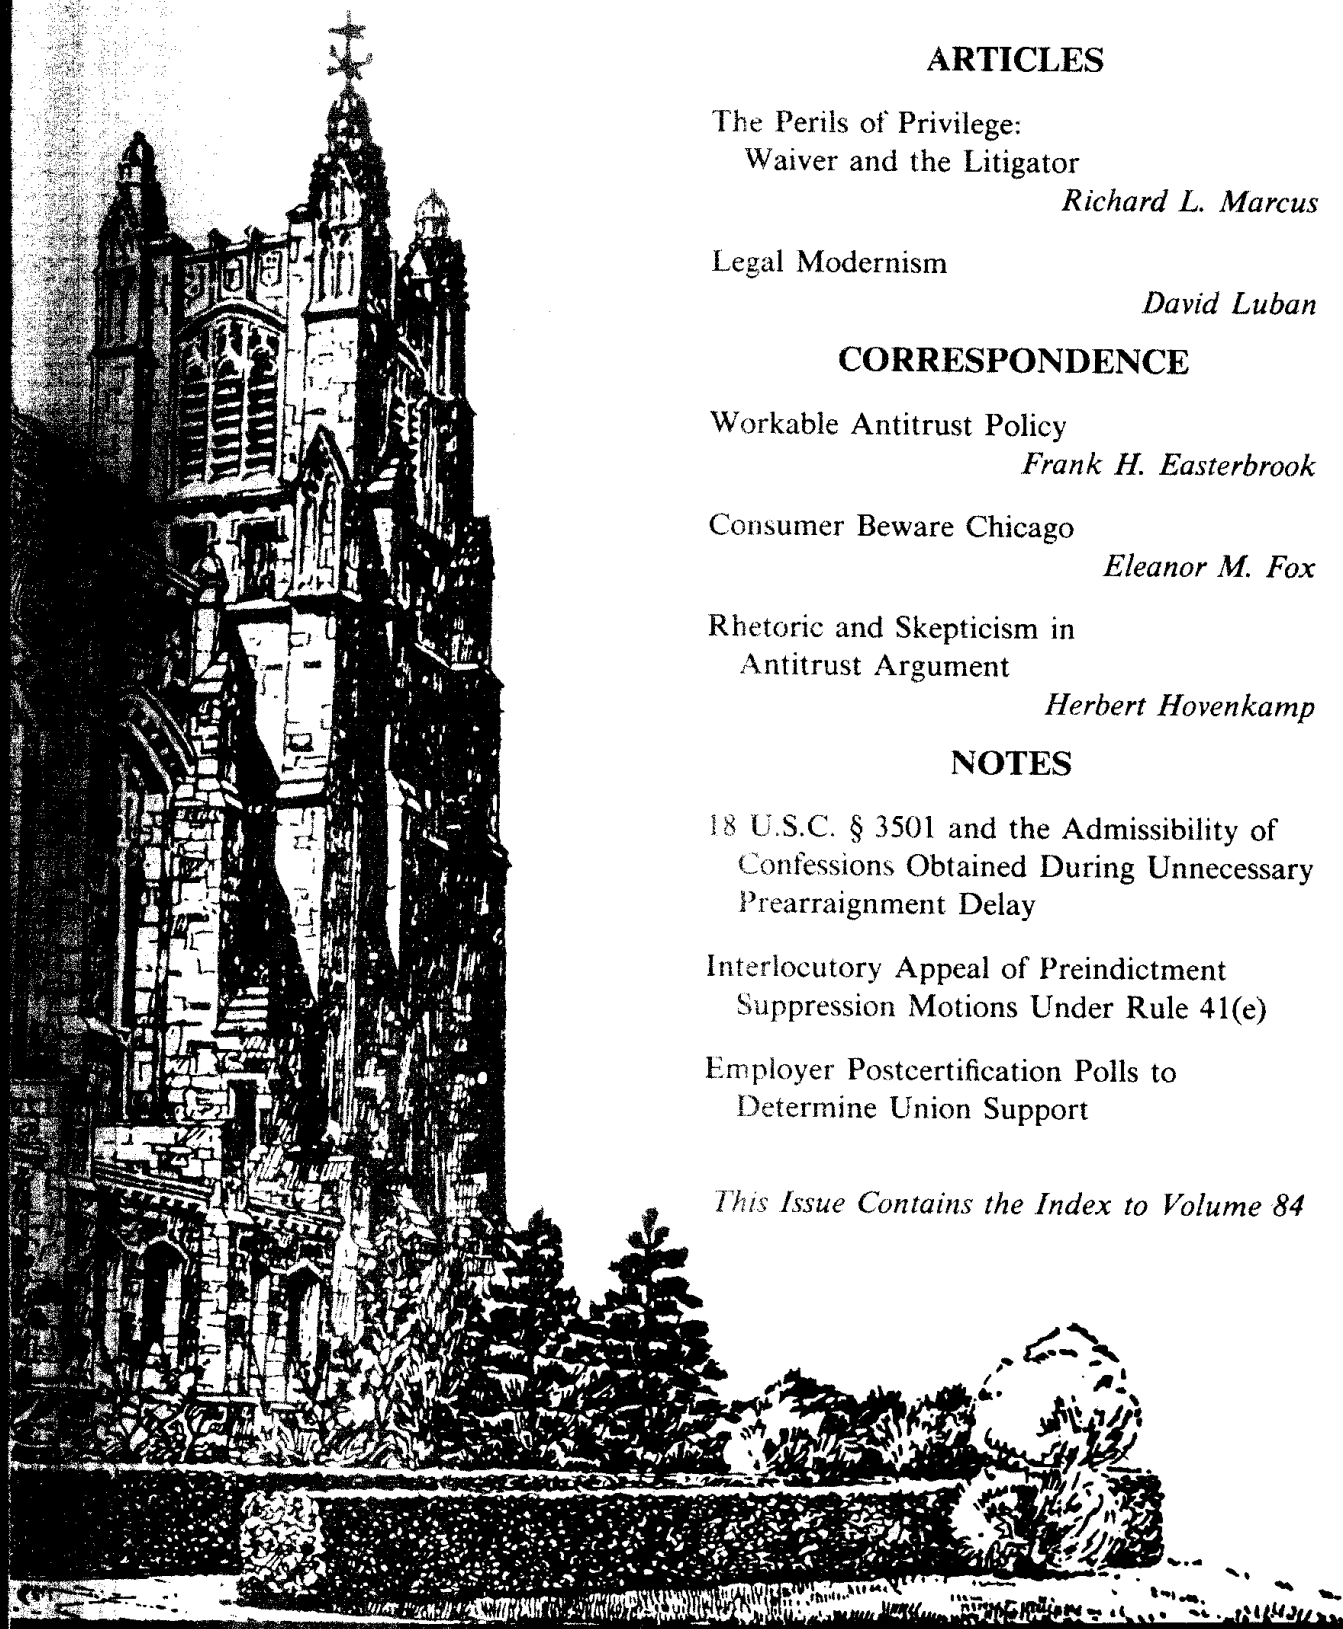 ARTICLES
The Perils of Privilege:
Waiver and the Litigator
Richard L. Marcus
Legal Modernism
David Luban
CORRESPONDENCE
Workable Antitrust Policy
Frank H. Easterbrook
Consumer Beware Chicago
Eleanor M. Fox
Rhetoric and Skepticism in
Antitrust Argument
Herbert Hovenkamp
NOTES
18 U.S.C. § 3501 and the Admissibility of
Confessions Obtained During Unnecessary
Prearraignment Delay
Interlocutory Appeal of Preindictment
Suppression Motions Under Rule 41(e)
Employer Postcertification Polls to
Determine Union Support
This Issue Contains the Index to Volume 84